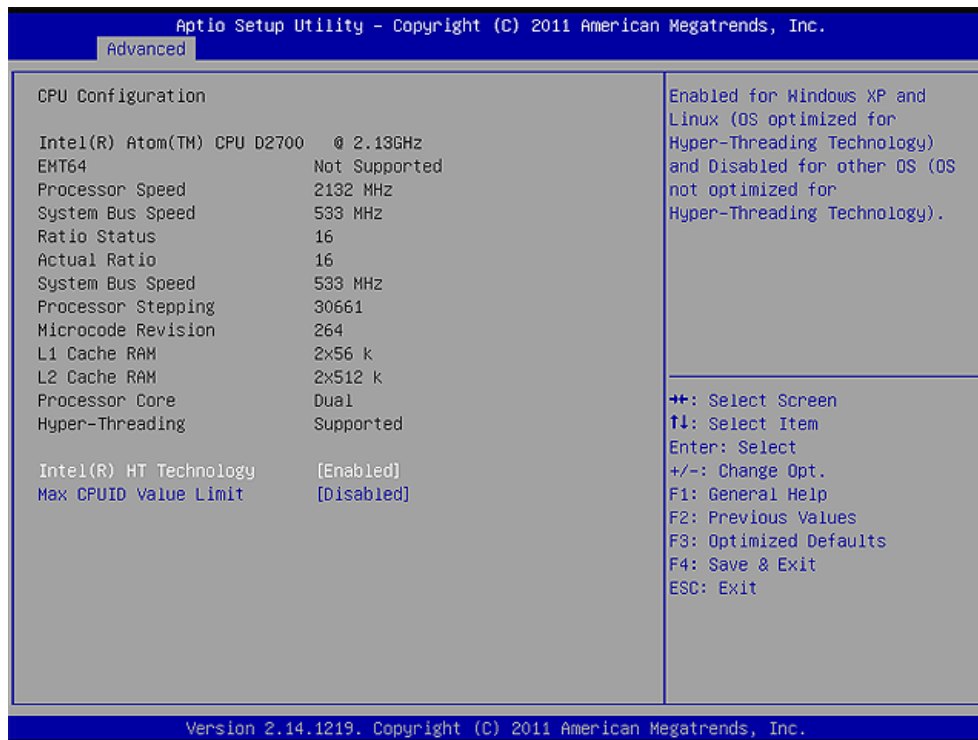 Aptio Setup Utility – Copyright (C) 2011 American Megatrends, Inc.
Advanced
CPU Configuration
Intel(R) Atom(TM) CPU D2700 @ 2.13GHz
EMT64 Not Supported
Processor Speed 2132 MHz
System Bus Speed 533 MHz
Ratio Status 16
Actual Ratio 16
System Bus Speed 533 MHz
Processor Stepping 30661
Microcode Revision 264
L1 Cache RAM 2x56 k
L2 Cache RAM 2x512 k
Processor Core Dual
Hyper-Threading Supported
Intel(R) HT Technology [Enabled]
Max CPUID Value Limit [Disabled]
Enabled for Windows XP and
Linux (OS optimized for
Hyper-Threading Technology)
and Disabled for other OS (OS
not optimized for
Hyper-Threading Technology).
→←: Select Screen
↑↓: Select Item
Enter: Select
+/-: Change Opt.
F1: General Help
F2: Previous Values
F3: Optimized Defaults
F4: Save & Exit
ESC: Exit
Version 2.14.1219. Copyright (C) 2011 American Megatrends, Inc.